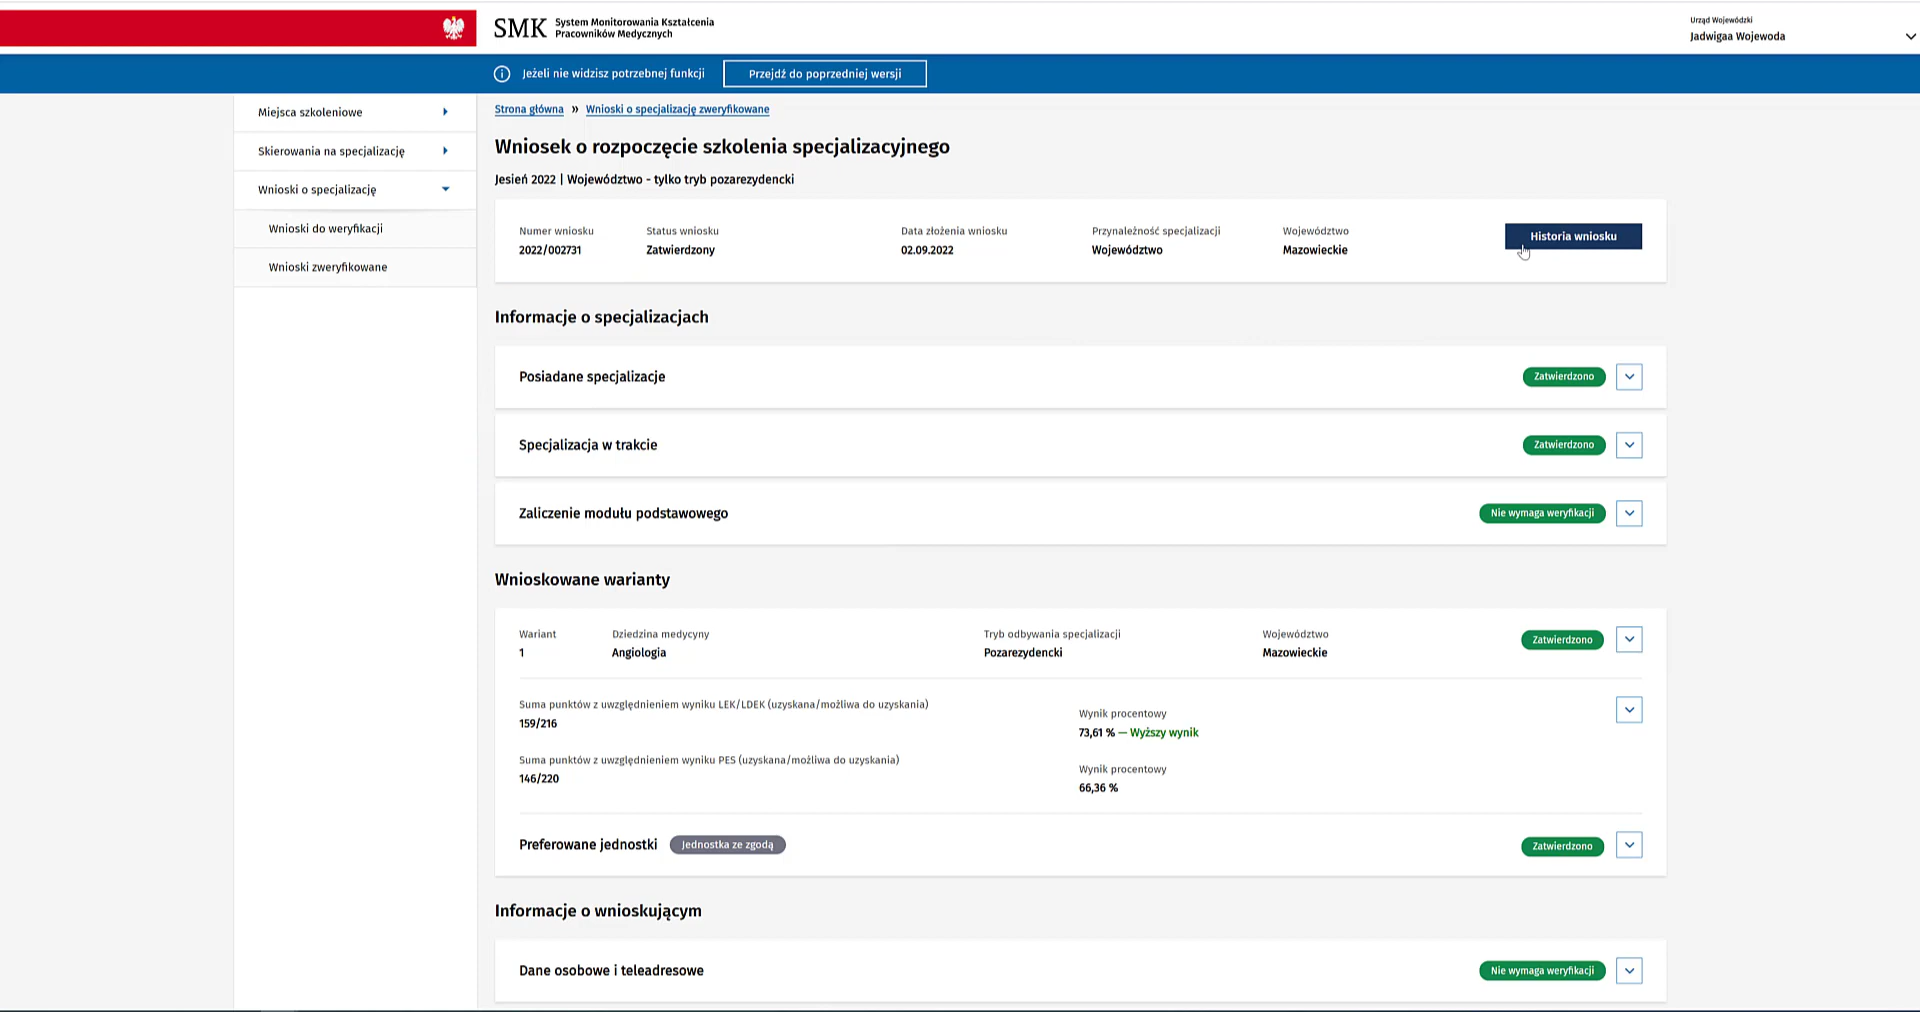 SMK System Monitorowania Kształcenia
Pracowników Medycznych
Urząd Wojewódzki
Jadwigaa Wojewoda
Jeżeli nie widzisz potrzebnej funkcji
Przejdź do poprzedniej wersji
Miejsca szkoleniowe
Skierowania na specjalizację
Wnioski o specjalizację
Wnioski do weryfikacji
Wnioski zweryfikowane
Strona główna » Wnioski o specjalizację zweryfikowane
Wniosek o rozpoczęcie szkolenia specjalizacyjnego
Jesień 2022 | Województwo - tylko tryb pozarezydencki
Numer wniosku
2022/002731
Status wniosku
Zatwierdzony
Data złożenia wniosku
02.09.2022
Przynależność specjalizacji
Województwo
Województwo
Mazowieckie
Historia wniosku
Informacje o specjalizacjach
Posiadane specjalizacje
Zatwierdzono
Specjalizacja w trakcie
Zatwierdzono
Zaliczenie modułu podstawowego
Nie wymaga weryfikacji
Wnioskowane warianty
Wariant
1
Dziedzina medycyny
Angiologia
Tryb odbywania specjalizacji
Pozarezydencki
Województwo
Mazowieckie
Zatwierdzono
Suma punktów z uwzględnieniem wyniku LEK/LDEK (uzyskana/możliwa do uzyskania)
159/216
Wynik procentowy
73,61 % — Wyższy wynik
Suma punktów z uwzględnieniem wyniku PES (uzyskana/możliwa do uzyskania)
146/220
Wynik procentowy
66,36 %
Preferowane jednostki
Jednostka ze zgodą
Zatwierdzono
Informacje o wnioskującym
Dane osobowe i teleadresowe
Nie wymaga weryfikacji